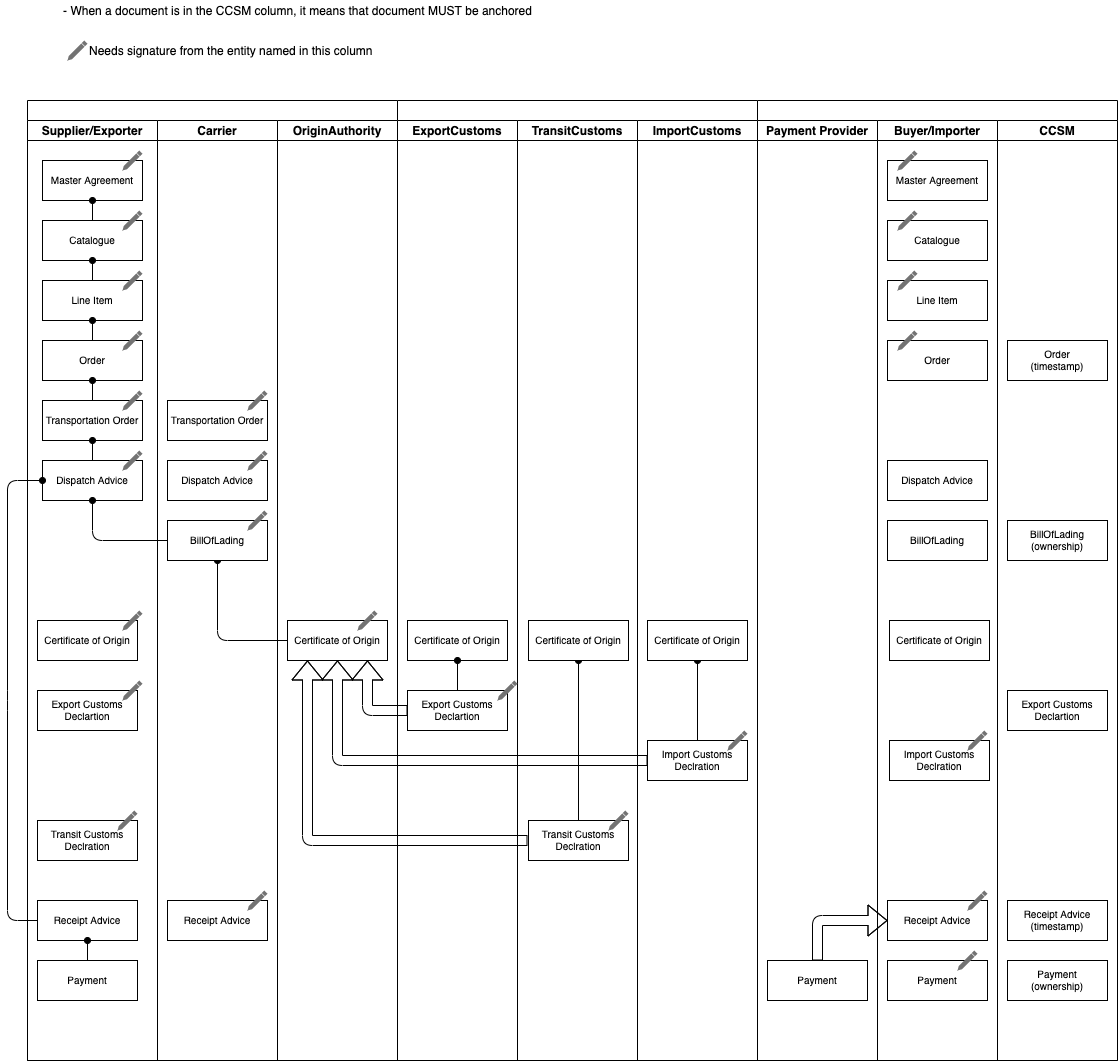 - When a document is in the CCSM column, it means that document MUST be anchored
Needs signature from the entity named in this column
Supplier/Exporter
Carrier
OriginAuthority
ExportCustoms
TransitCustoms
ImportCustoms
Payment Provider
Buyer/Importer
CCSM
Master Agreement
Master Agreement
Catalogue
Catalogue
Line Item
Line Item
Order
Order
Order
(timestamp)
Transportation Order
Transportation Order
Dispatch Advice
Dispatch Advice
Dispatch Advice
BillOfLading
BillOfLading
BillOfLading
(ownership)
Certificate of Origin
Certificate of Origin
Certificate of Origin
Certificate of Origin
Certificate of Origin
Certificate of Origin
Export Customs
Declartion
Export Customs
Declartion
Export Customs
Declartion
Import Customs
Declration
Import Customs
Declration
Transit Customs
Declration
Transit Customs
Declration
Receipt Advice
Receipt Advice
Receipt Advice
Receipt Advice
(timestamp)
Payment
Payment
Payment
Payment
(ownership)